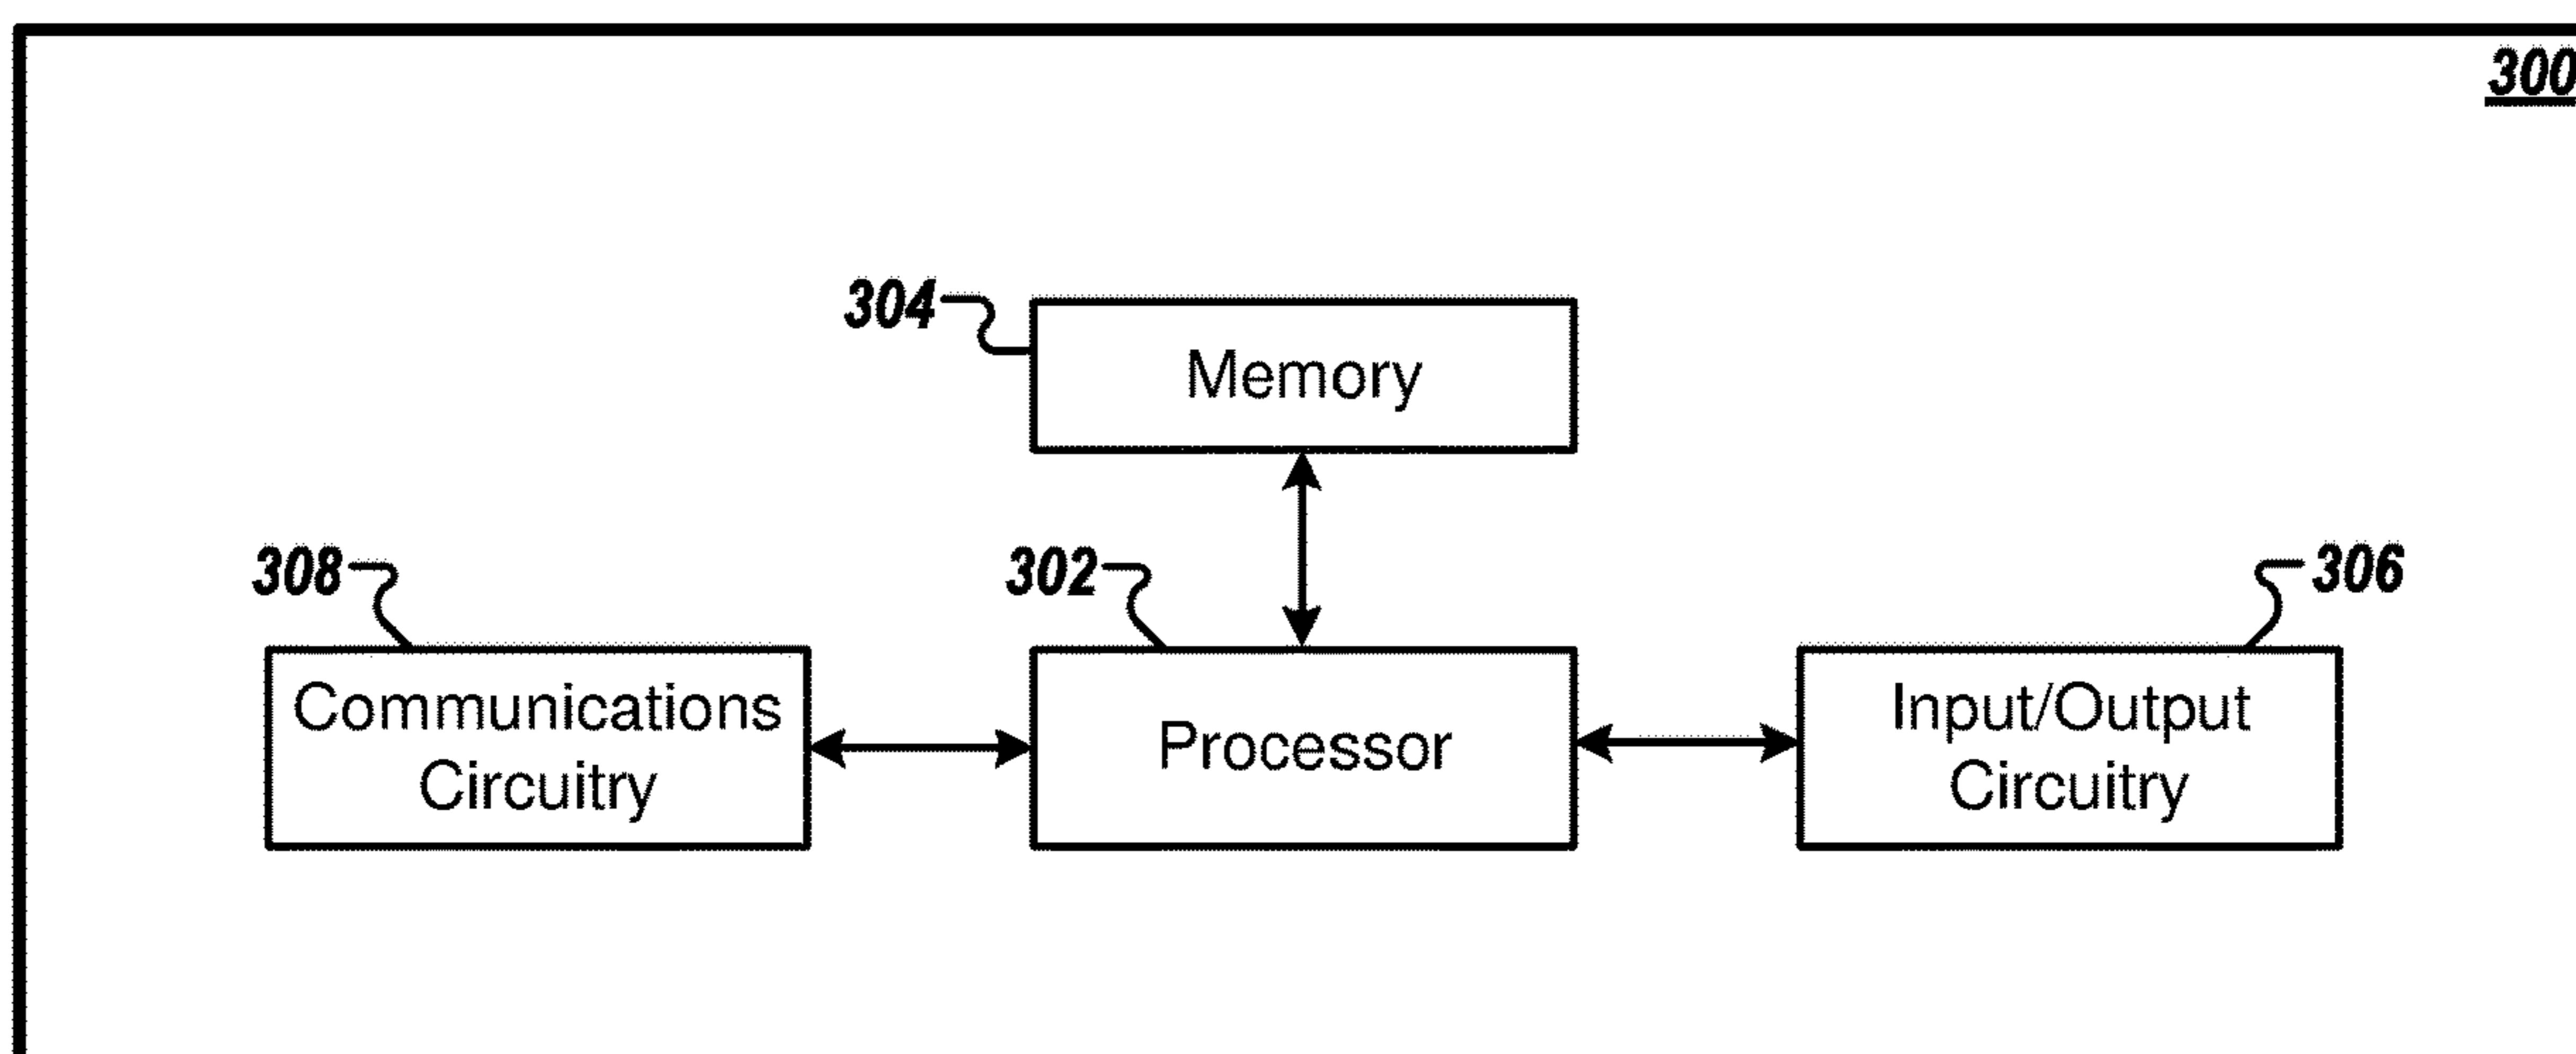 300
304
Memory
308
302
306
Communications
Circuitry
Processor
Input/Output
Circuitry